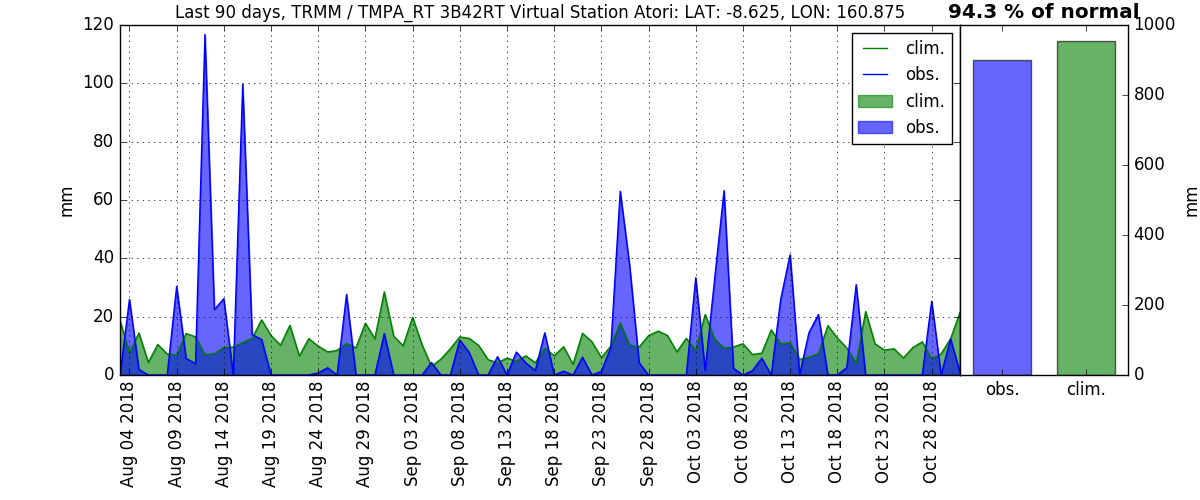 Last 90 days, TRMM / TMPA_RT 3B42RT Virtual Station Atori: LAT: -8.625, LON: 160.875
94.3 % of normal
120
100
80
60
40
20
0
mm
clim.
obs.
clim.
obs.
1000
800
600
400
200
0
mm
obs.
clim.
Aug 04 2018
Aug 09 2018
Aug 14 2018
Aug 19 2018
Aug 24 2018
Aug 29 2018
Sep 03 2018
Sep 08 2018
Sep 13 2018
Sep 18 2018
Sep 23 2018
Sep 28 2018
Oct 03 2018
Oct 08 2018
Oct 13 2018
Oct 18 2018
Oct 23 2018
Oct 28 2018